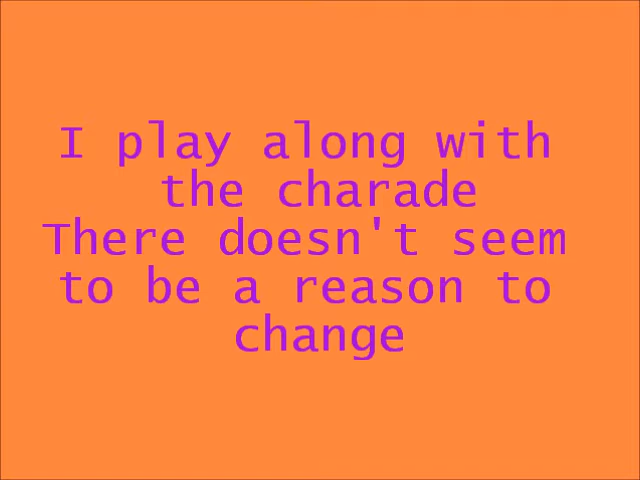 I play along with
the charade
There doesn't seem
to be a reason to
change